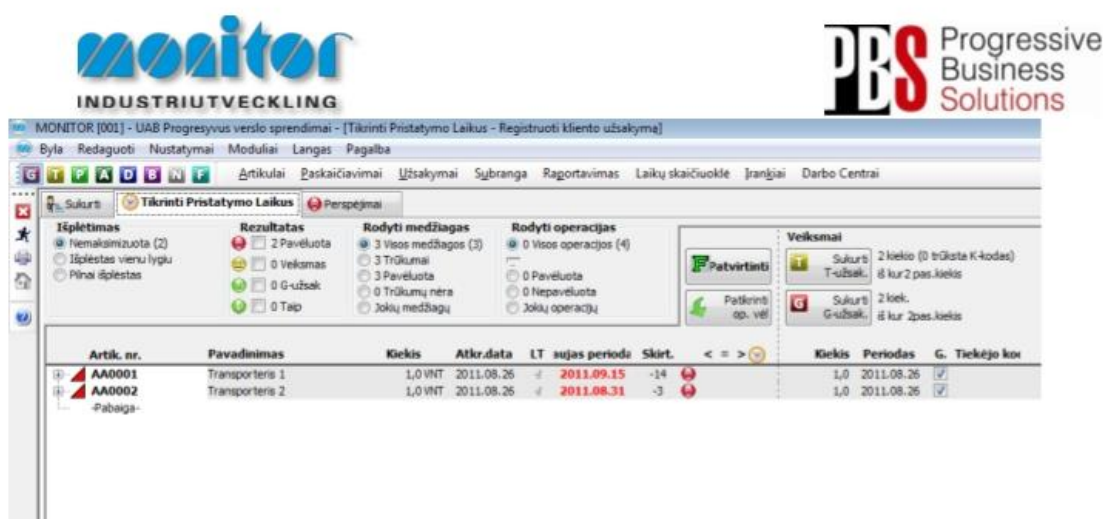 monitor
INDUSTRIUTVECKLING
PBS Progressive
Business
Solutions
MONITOR [001] - UAB Progresyvus verslo sprendimai - [Tikrinti Pristatymo Laikus - Registruoti kliento užsakymą]
Byla Redaguoti Nustatymai Moduliai Langas Pagalba
G T P A D B N F Artikulai Paskaičiavimai Užsakymai Subranga Raportavimas Laikų skaičiuoklė Įrankiai Darbo Centrai
Sukurti Tikrinti Pristatymo Laikus Perspėjimai
Išplėtimas Rezultatas Rodyti medžiagas Rodyti operacijas
Nemaksimizuota (2) 2 Pavėluota 3 Visos medžiagos (3) 0 Visos operacijos (4)
Išplėstas vienu lygiu 0 Veiksmas 3 Trūkumai
Pilnai išplėstas 0 G-užsak 3 Pavėluota 0 Pavėluota
0 Taip 0 Trūkumų nėra 0 Nepavėluota
Jokių medžiagų Jokių operacijų
Patvirtinti
Patikrinti
op. vėl
Veiksmai
T Sukurti T-užsak. 2 kiekio (0 trūksta K-kodas)
iš kur 2 pas.kiekis
G Sukurti G-užsak. 2 kiek.
iš kur 2pas.kiekis
Artik. nr. Pavadinimas Kiekis Atkr.data LT aujas perioda Skirt. < = > Kiekis Periodas G. Tiekėjo ko
AA0001 Transporteris 1 1,0 VNT 2011.08.26 2011.09.15 -14 1,0 2011.08.26
AA0002 Transporteris 2 1,0 VNT 2011.08.26 2011.08.31 -3 1,0 2011.08.26
-Pabaiga-